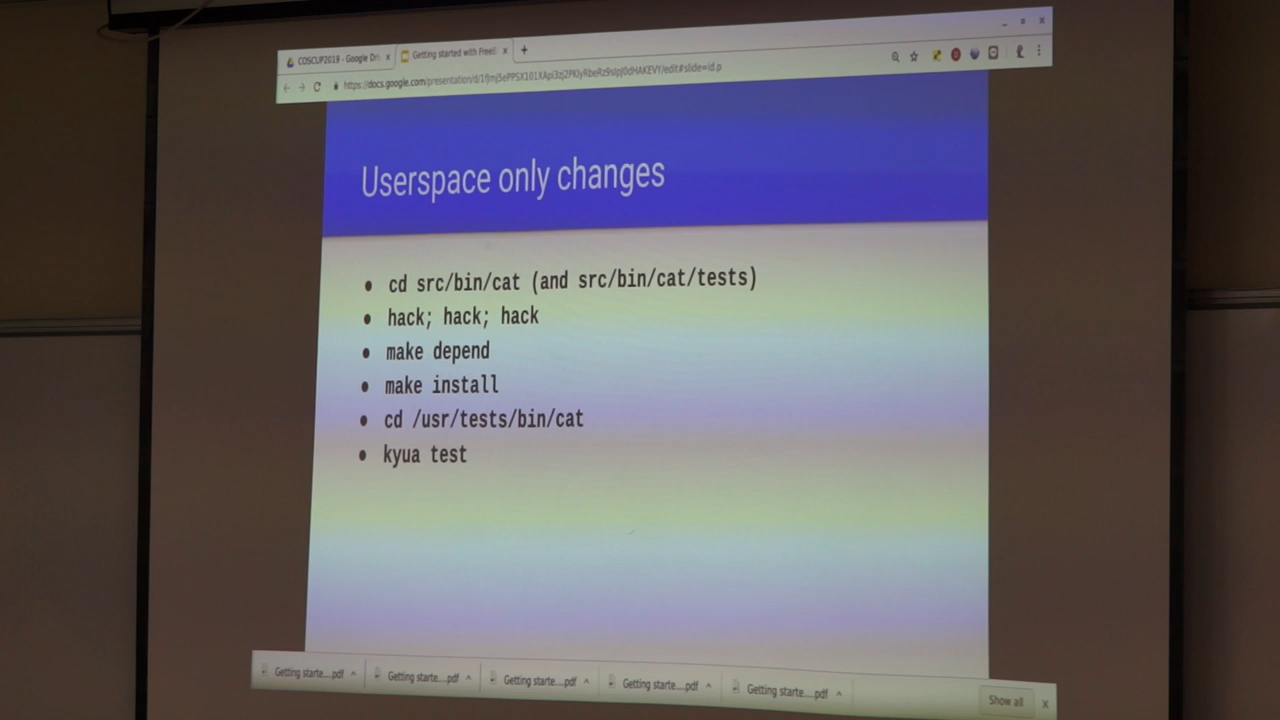 COSCUP2019 - Google Dri
Getting started with FreeB
Userspace only changes
cd src/bin/cat (and src/bin/cat/tests)
hack; hack; hack
make depend
make install
cd /usr/tests/bin/cat
kyua test
Getting starte....pdf
Getting starte....pdf
Getting starte....pdf
Getting starte....pdf
Getting starte....pdf
Show all